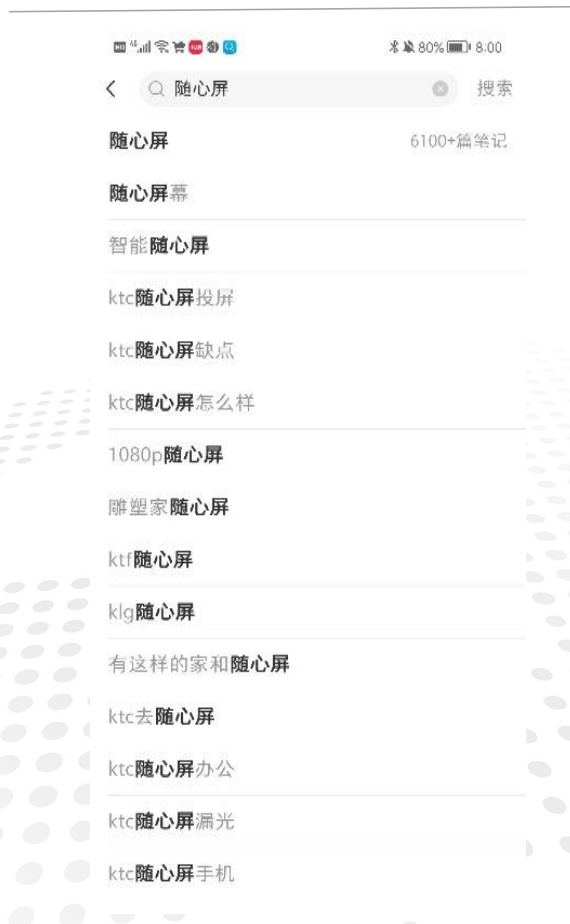 80% 8:00
随心屏 搜索
随心屏 6100+篇笔记
随心屏幕
智能随心屏
ktc随心屏投屏
ktc随心屏缺点
ktc随心屏怎么样
1080p随心屏
雕塑家随心屏
ktf随心屏
klg随心屏
有这样的家和随心屏
ktc去随心屏
ktc随心屏办公
ktc随心屏漏光
ktc随心屏手机